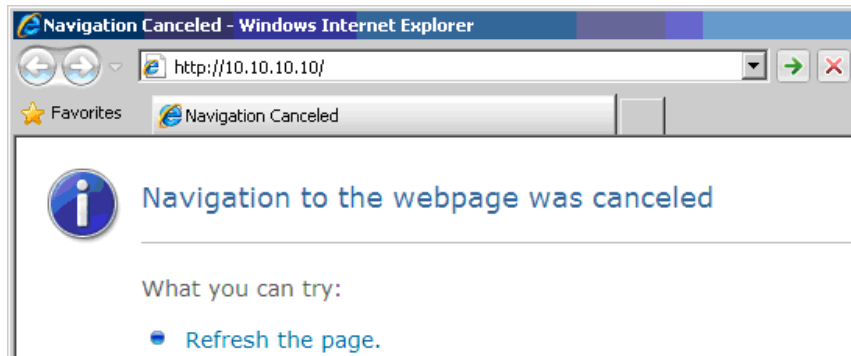 Navigation Canceled - Windows Internet Explorer
http://10.10.10.10/
Favorites
Navigation Canceled
Navigation to the webpage was canceled
What you can try:
Refresh the page.